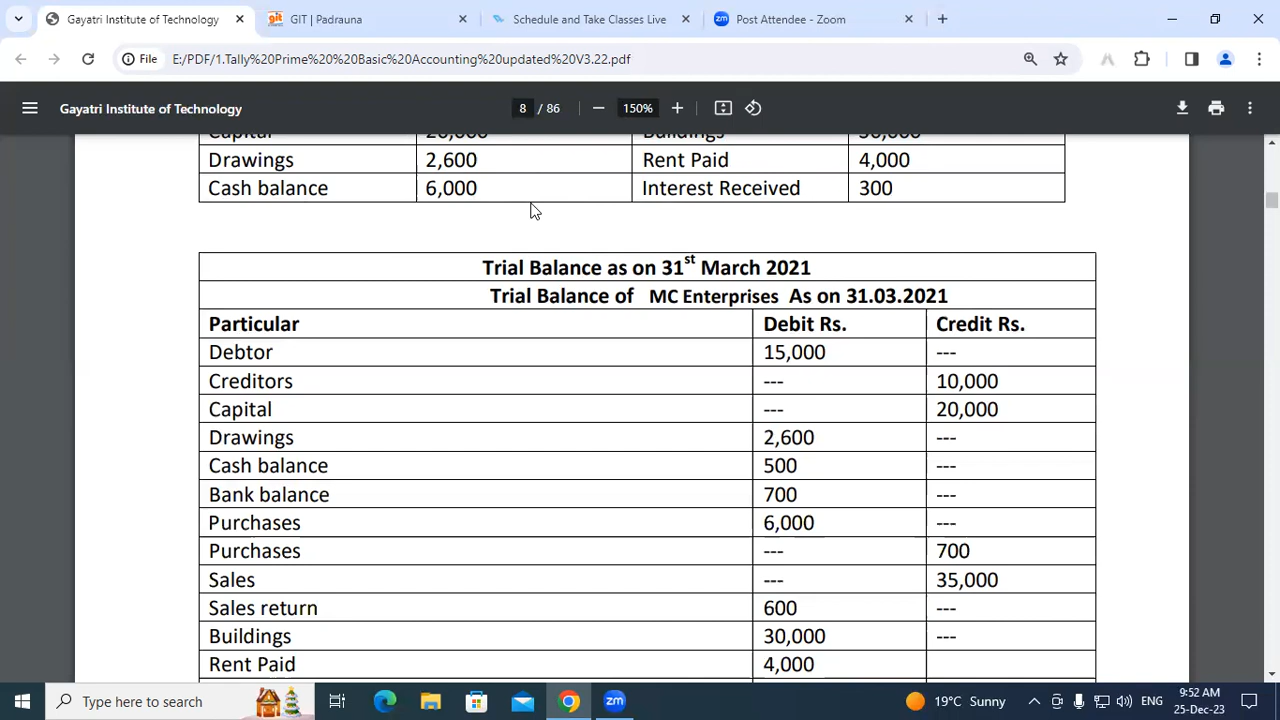 Gayatri Institute of Technology
GIT | Padrauna
Schedule and Take Classes Live
Post Attendee - Zoom
File
E:/PDF/1.Tally%20Prime%20%20Basic%20Accounting%20updated%20V3.22.pdf
Gayatri Institute of Technology
8 / 86
150%
Capital 20,000 Buildings 30,000
Drawings 2,600 Rent Paid 4,000
Cash balance 6,000 Interest Received 300
Trial Balance as on 31st March 2021
Trial Balance of MC Enterprises As on 31.03.2021
Particular Debit Rs. Credit Rs.
Debtor 15,000 ---
Creditors --- 10,000
Capital --- 20,000
Drawings 2,600 ---
Cash balance 500 ---
Bank balance 700 ---
Purchases 6,000 ---
Purchases --- 700
Sales --- 35,000
Sales return 600 ---
Buildings 30,000 ---
Rent Paid 4,000
Type here to search
19°C Sunny
ENG
9:52 AM
25-Dec-23